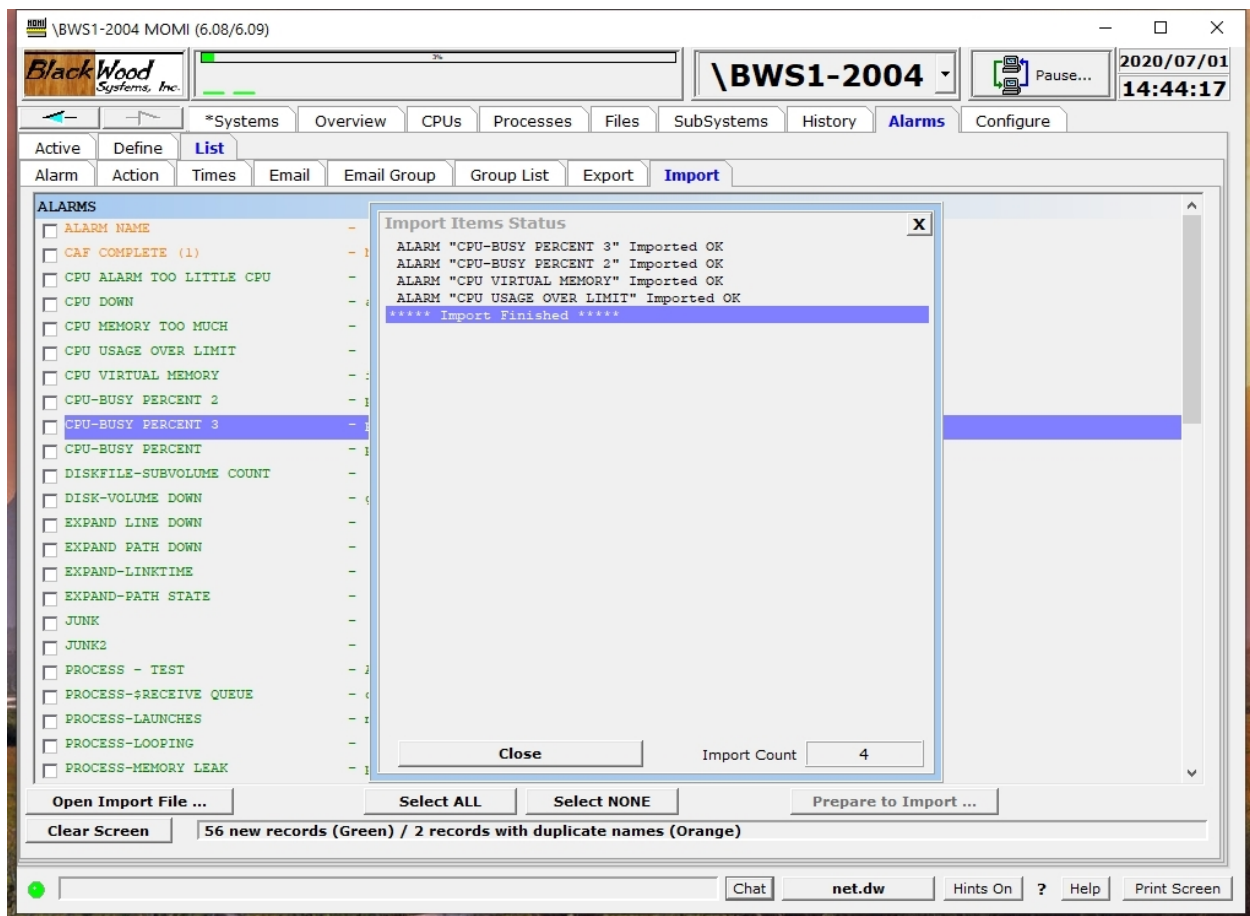 \BWS1-2004 MOMI (6.08/6.09)
BlackWood Systems, Inc.
3%
\BWS1-2004
Pause...
2020/07/01
14:44:17
*Systems Overview CPUs Processes Files SubSystems History Alarms Configure
Active Define List
Alarm Action Times Email Email Group Group List Export Import
ALARMS
ALARM NAME -
CAF COMPLETE (1) -
CPU ALARM TOO LITTLE CPU -
CPU DOWN -
CPU MEMORY TOO MUCH -
CPU USAGE OVER LIMIT -
CPU VIRTUAL MEMORY -
CPU-BUSY PERCENT 2 -
CPU-BUSY PERCENT 3 -
CPU-BUSY PERCENT -
DISKFILE-SUBVOLUME COUNT -
DISK-VOLUME DOWN -
EXPAND LINE DOWN -
EXPAND PATH DOWN -
EXPAND-LINKTIME -
EXPAND-PATH STATE -
JUNK -
JUNK2 -
PROCESS - TEST -
PROCESS-$RECEIVE QUEUE -
PROCESS-LAUNCHES -
PROCESS-LOOPING -
PROCESS-MEMORY LEAK -
Import Items Status X
ALARM "CPU-BUSY PERCENT 3" Imported OK
ALARM "CPU-BUSY PERCENT 2" Imported OK
ALARM "CPU VIRTUAL MEMORY" Imported OK
ALARM "CPU USAGE OVER LIMIT" Imported OK
***** Import Finished *****
Close Import Count 4
Open Import File ... Select ALL Select NONE Prepare to Import ...
Clear Screen 56 new records (Green) / 2 records with duplicate names (Orange)
Chat net.dw Hints On ? Help Print Screen